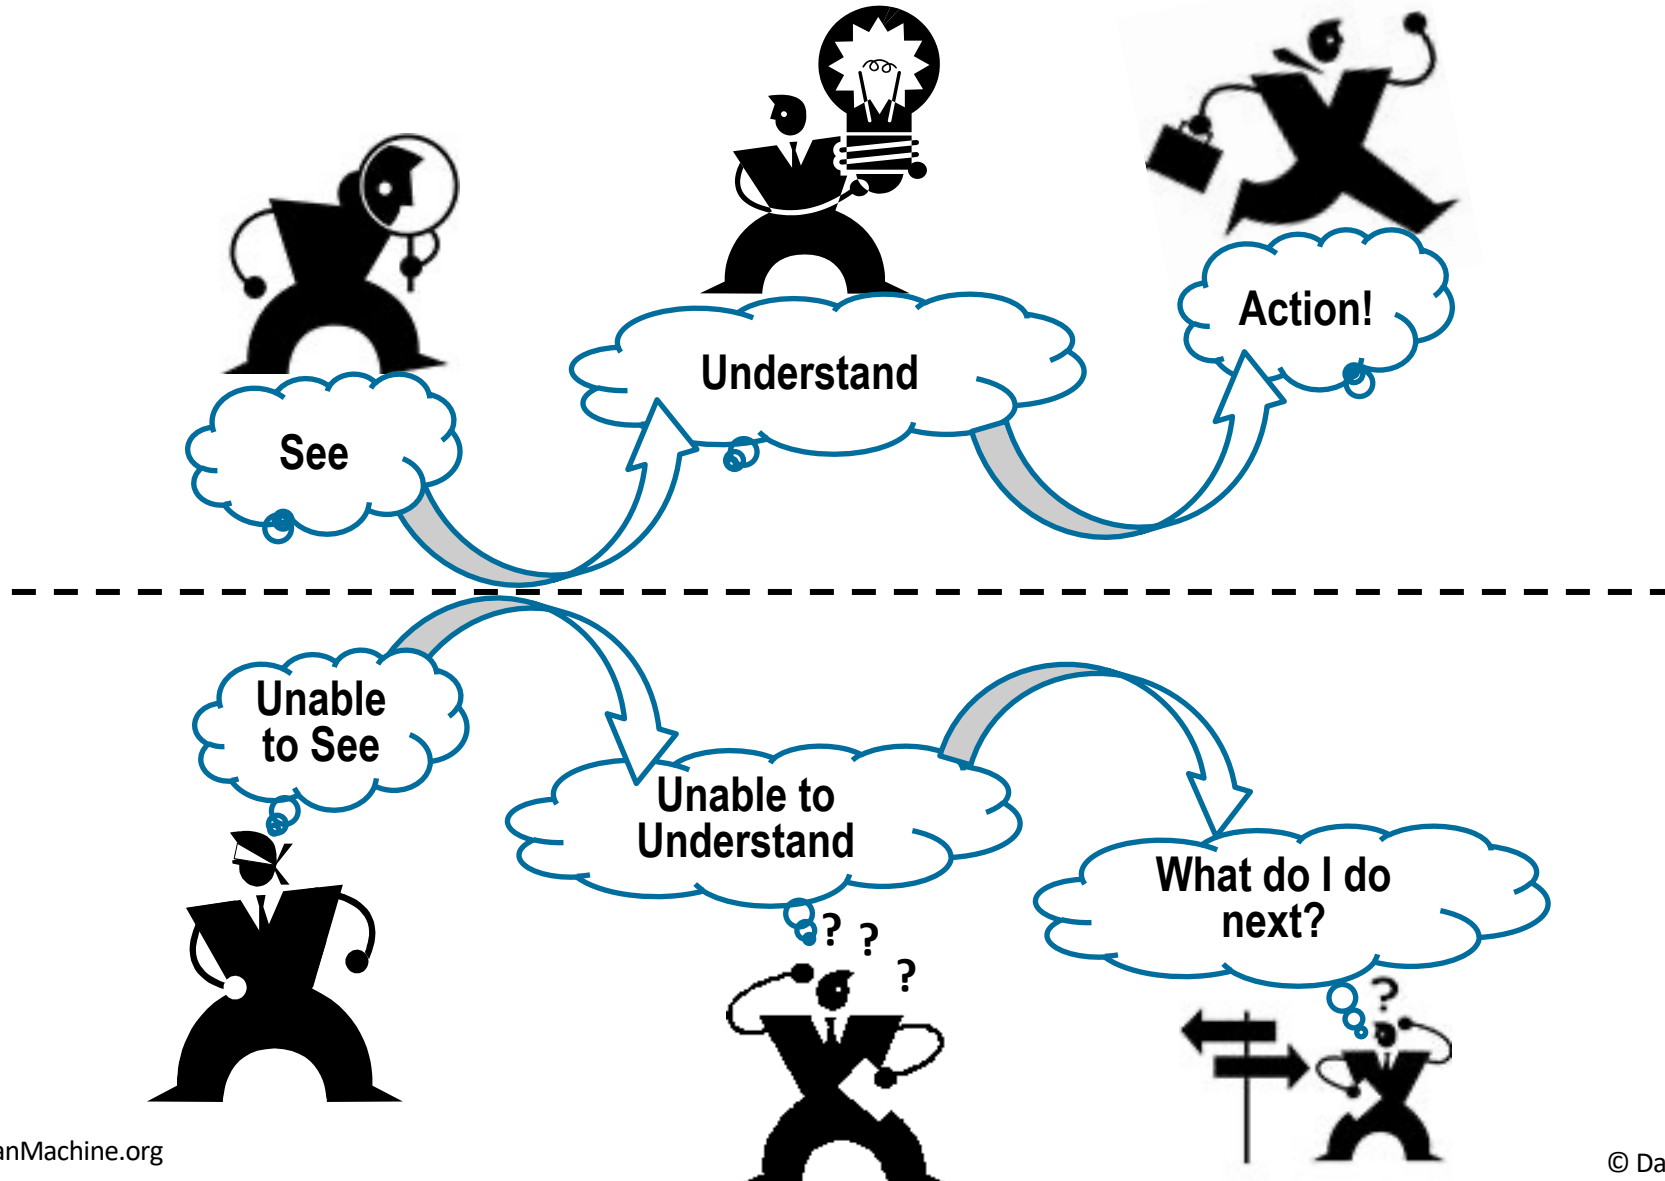 See
Understand
Action!
Unable
to See
Unable to
Understand
What do I do
next?
? ? ?
?
anMachine.org
© Da